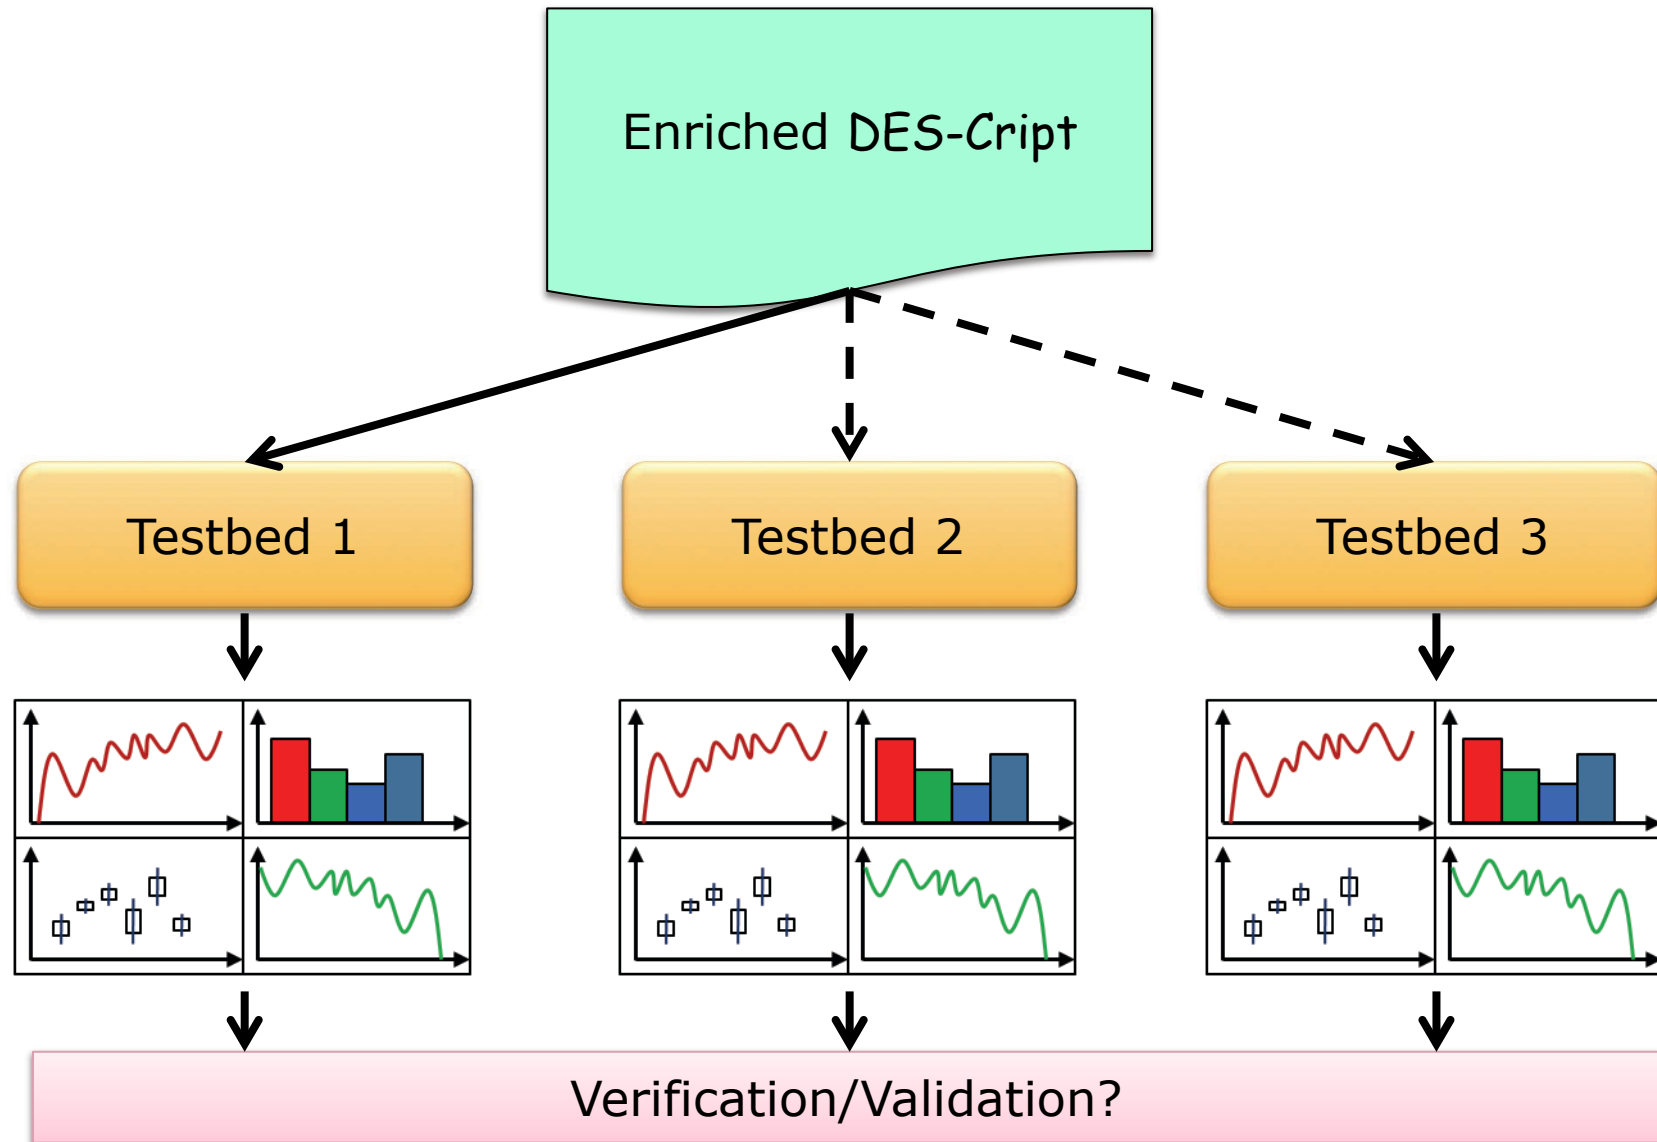 Enriched DES-Cript
Testbed 1
Testbed 2
Testbed 3
Verification/Validation?